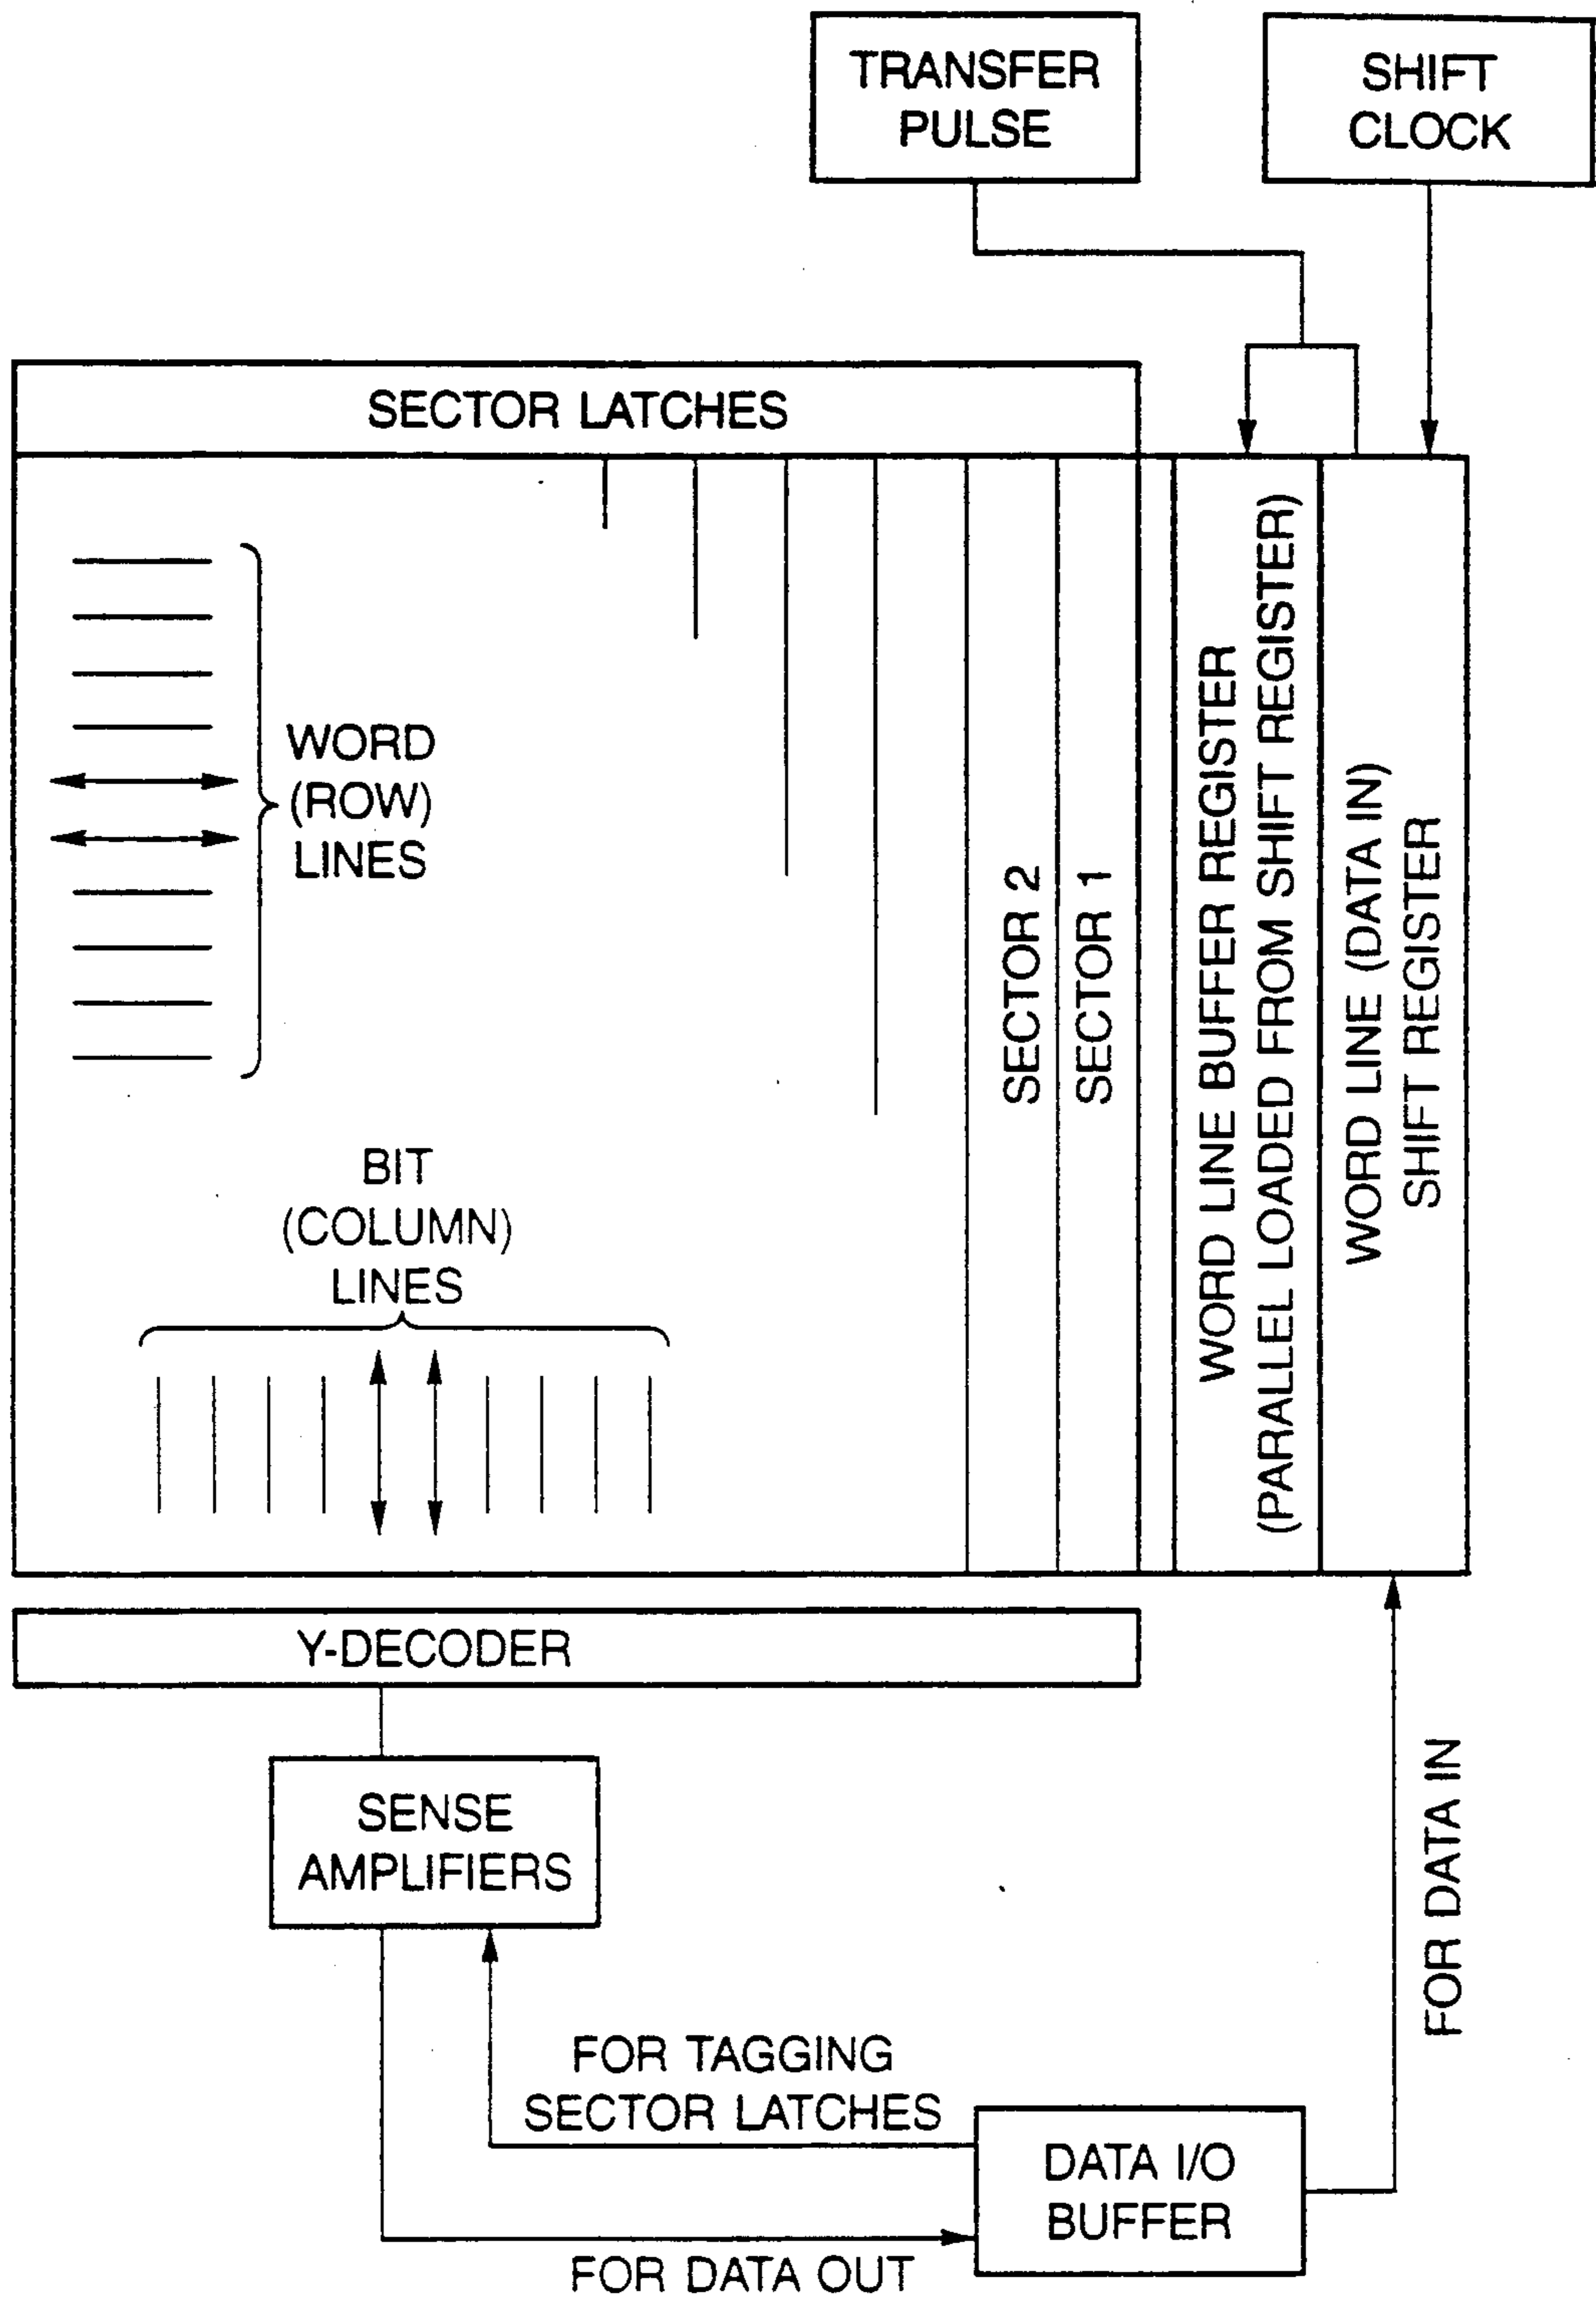 TRANSFER
PULSE
SHIFT
CLOCK
SECTOR LATCHES
WORD
(ROW)
LINES
BIT
(COLUMN)
LINES
SECTOR 2
SECTOR 1
WORD LINE BUFFER REGISTER
(PARALLEL LOADED FROM SHIFT REGISTER)
WORD LINE (DATA IN)
SHIFT REGISTER
Y-DECODER
SENSE
AMPLIFIERS
FOR TAGGING
SECTOR LATCHES
FOR DATA OUT
DATA I/O
BUFFER
FOR DATA IN